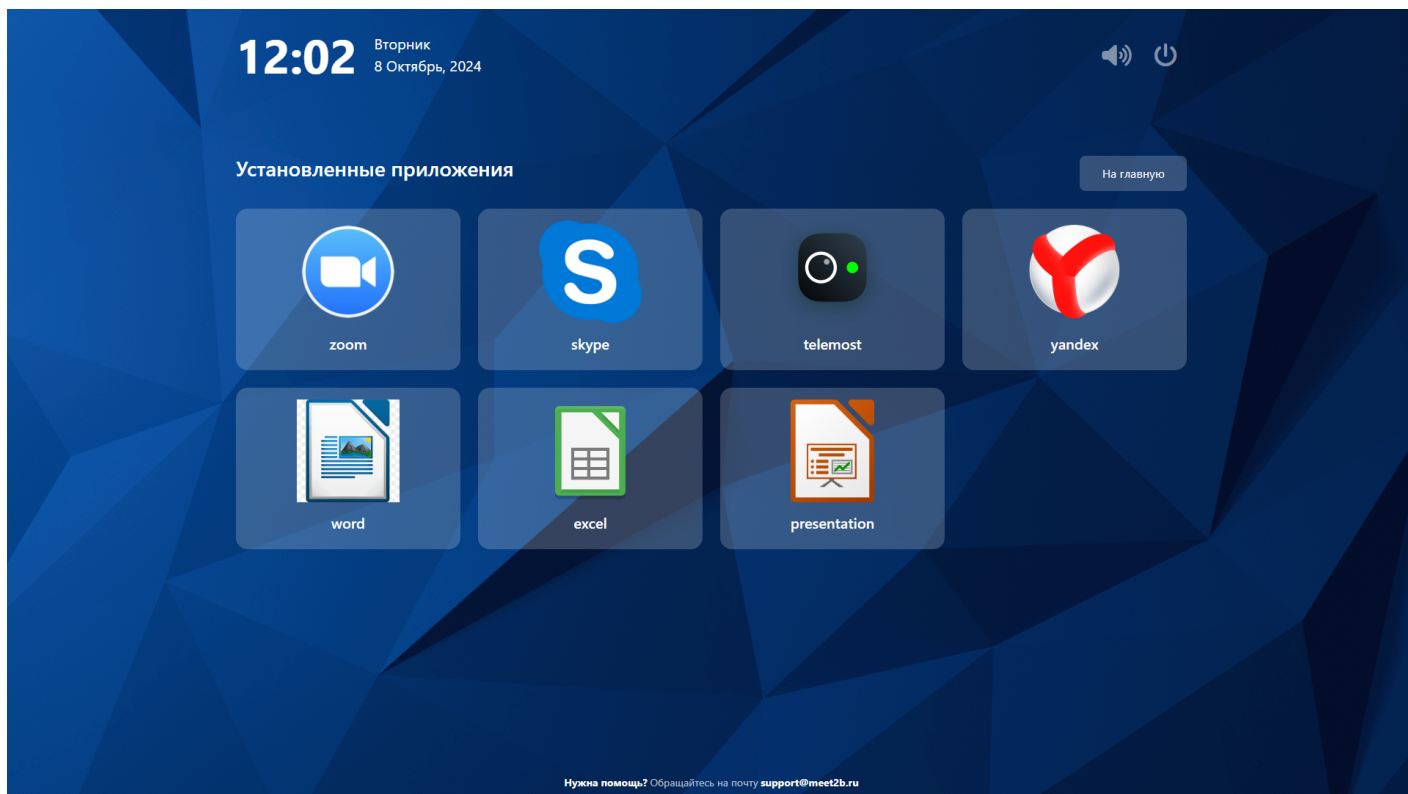 12:02
Вторник
8 Октябрь, 2024
Установленные приложения
На главную
zoom
skype
telemost
yandex
word
excel
presentation
Нужна помощь? Обращайтесь на почту support@meet2b.ru